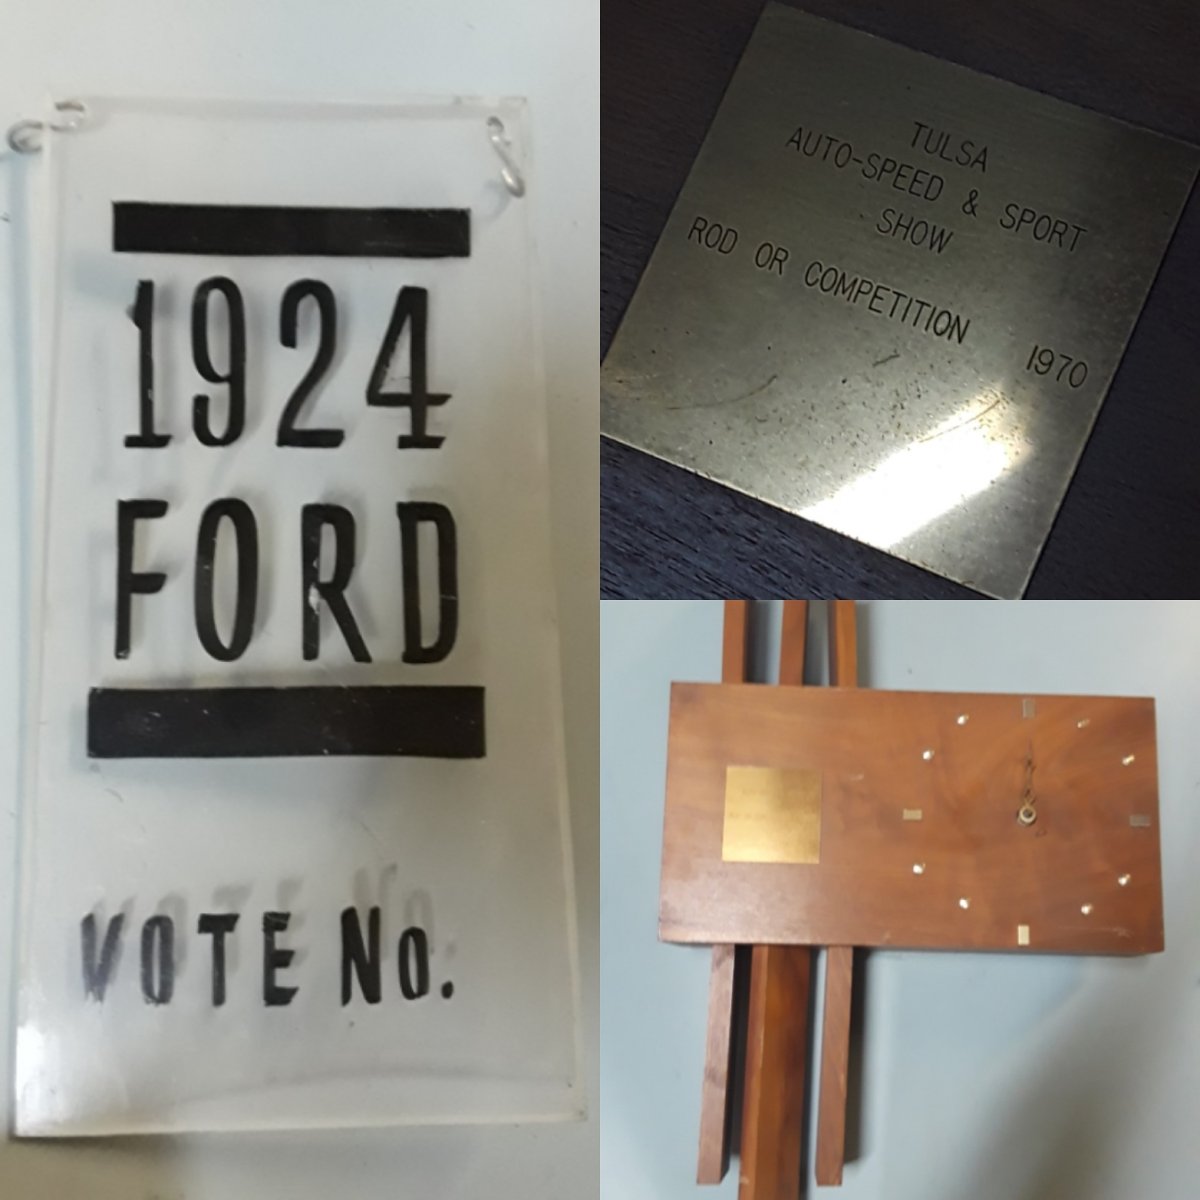 1924
FORD
VOTE No.
TULSA
AUTO-SPEED & SPORT
SHOW
ROD OR COMPETITION 1970